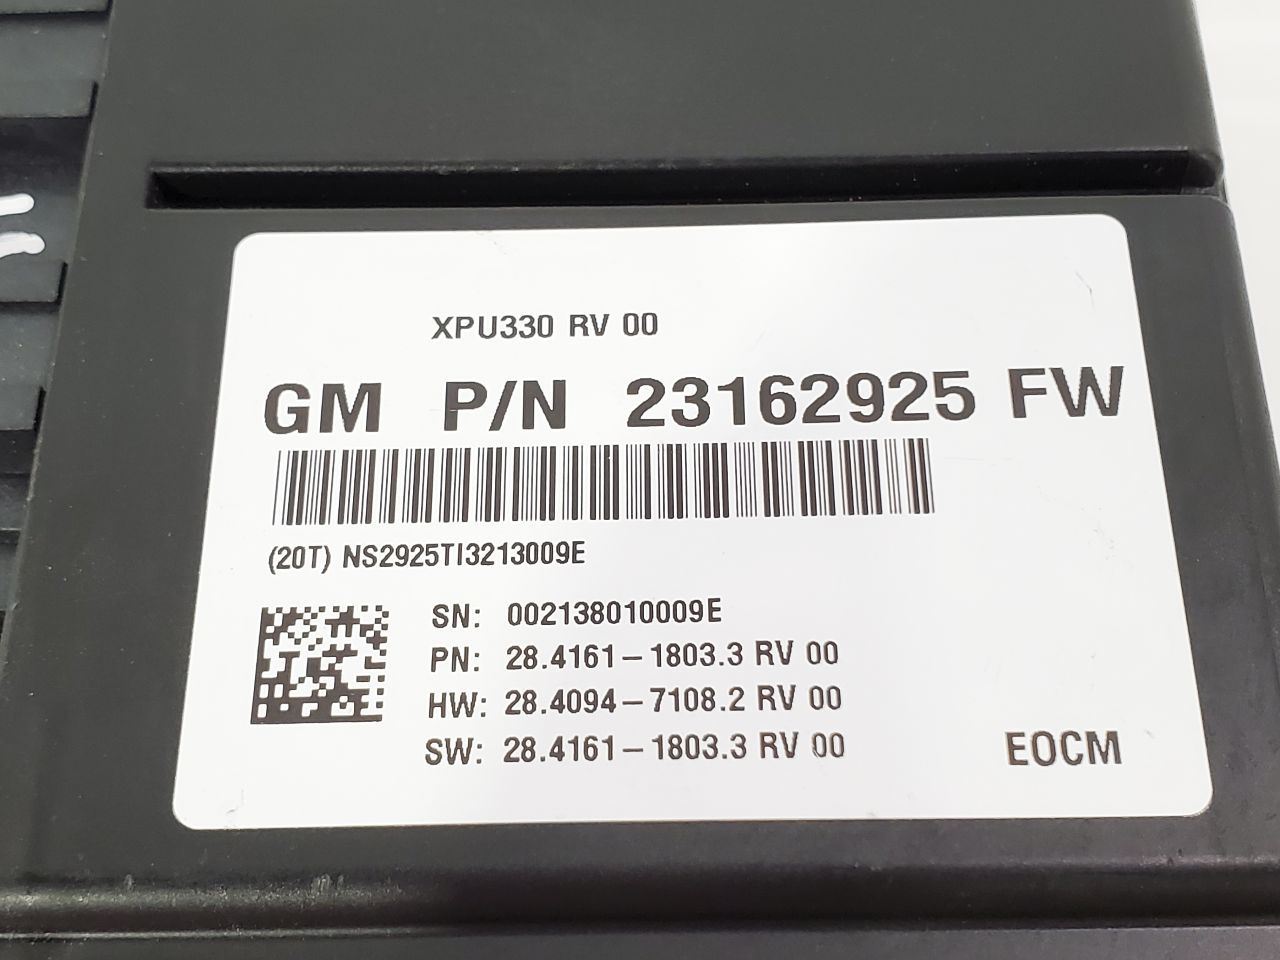 XPU330 RV 00
GM P/N 23162925 FW
(20T) NS2925TI3213009E
SN: 002138010009E
PN: 28.4161-1803.3 RV 00
HW: 28.4094-7108.2 RV 00
SW: 28.4161-1803.3 RV 00
EOCM